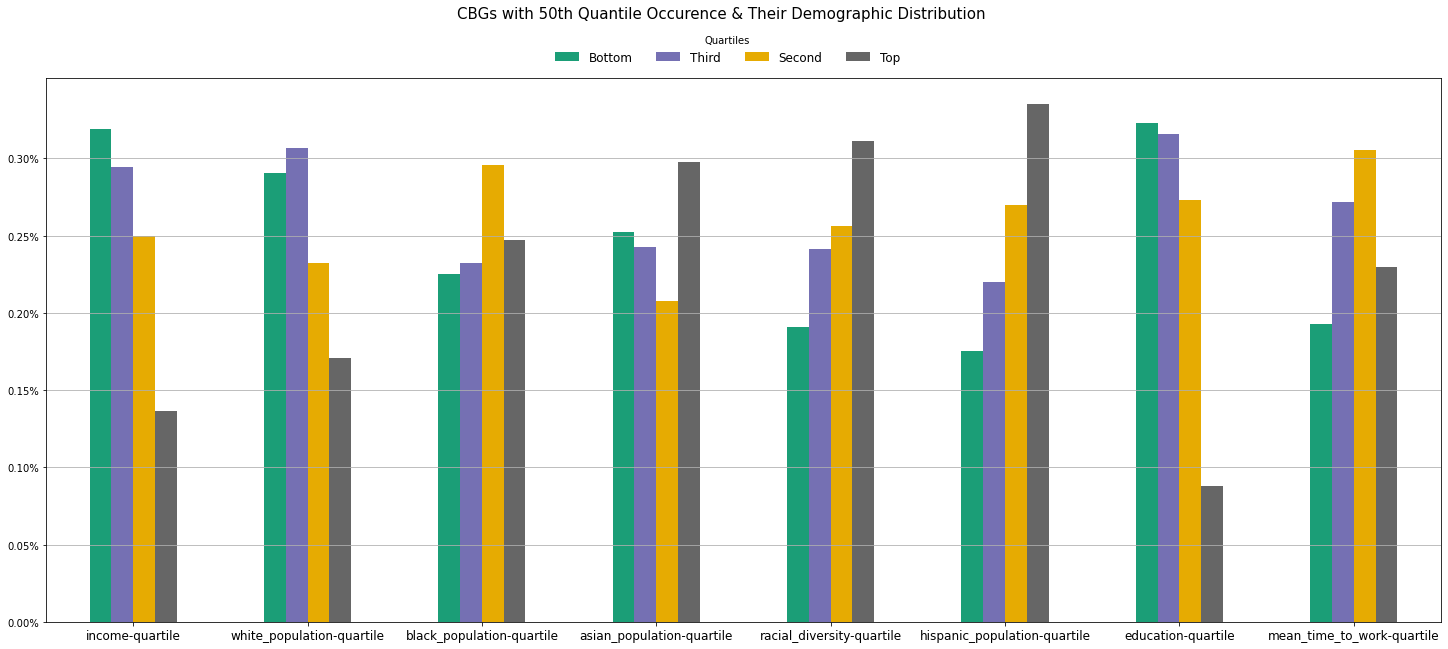 CBGs with 50th Quantile Occurence & Their Demographic Distribution
Quartiles
Bottom Third Second Top
0.30%
0.25%
0.20%
0.15%
0.10%
0.05%
0.00%
income-quartile white_population-quartile black_population-quartile asian_population-quartile racial_diversity-quartile hispanic_population-quartile education-quartile mean_time_to_work-quartile